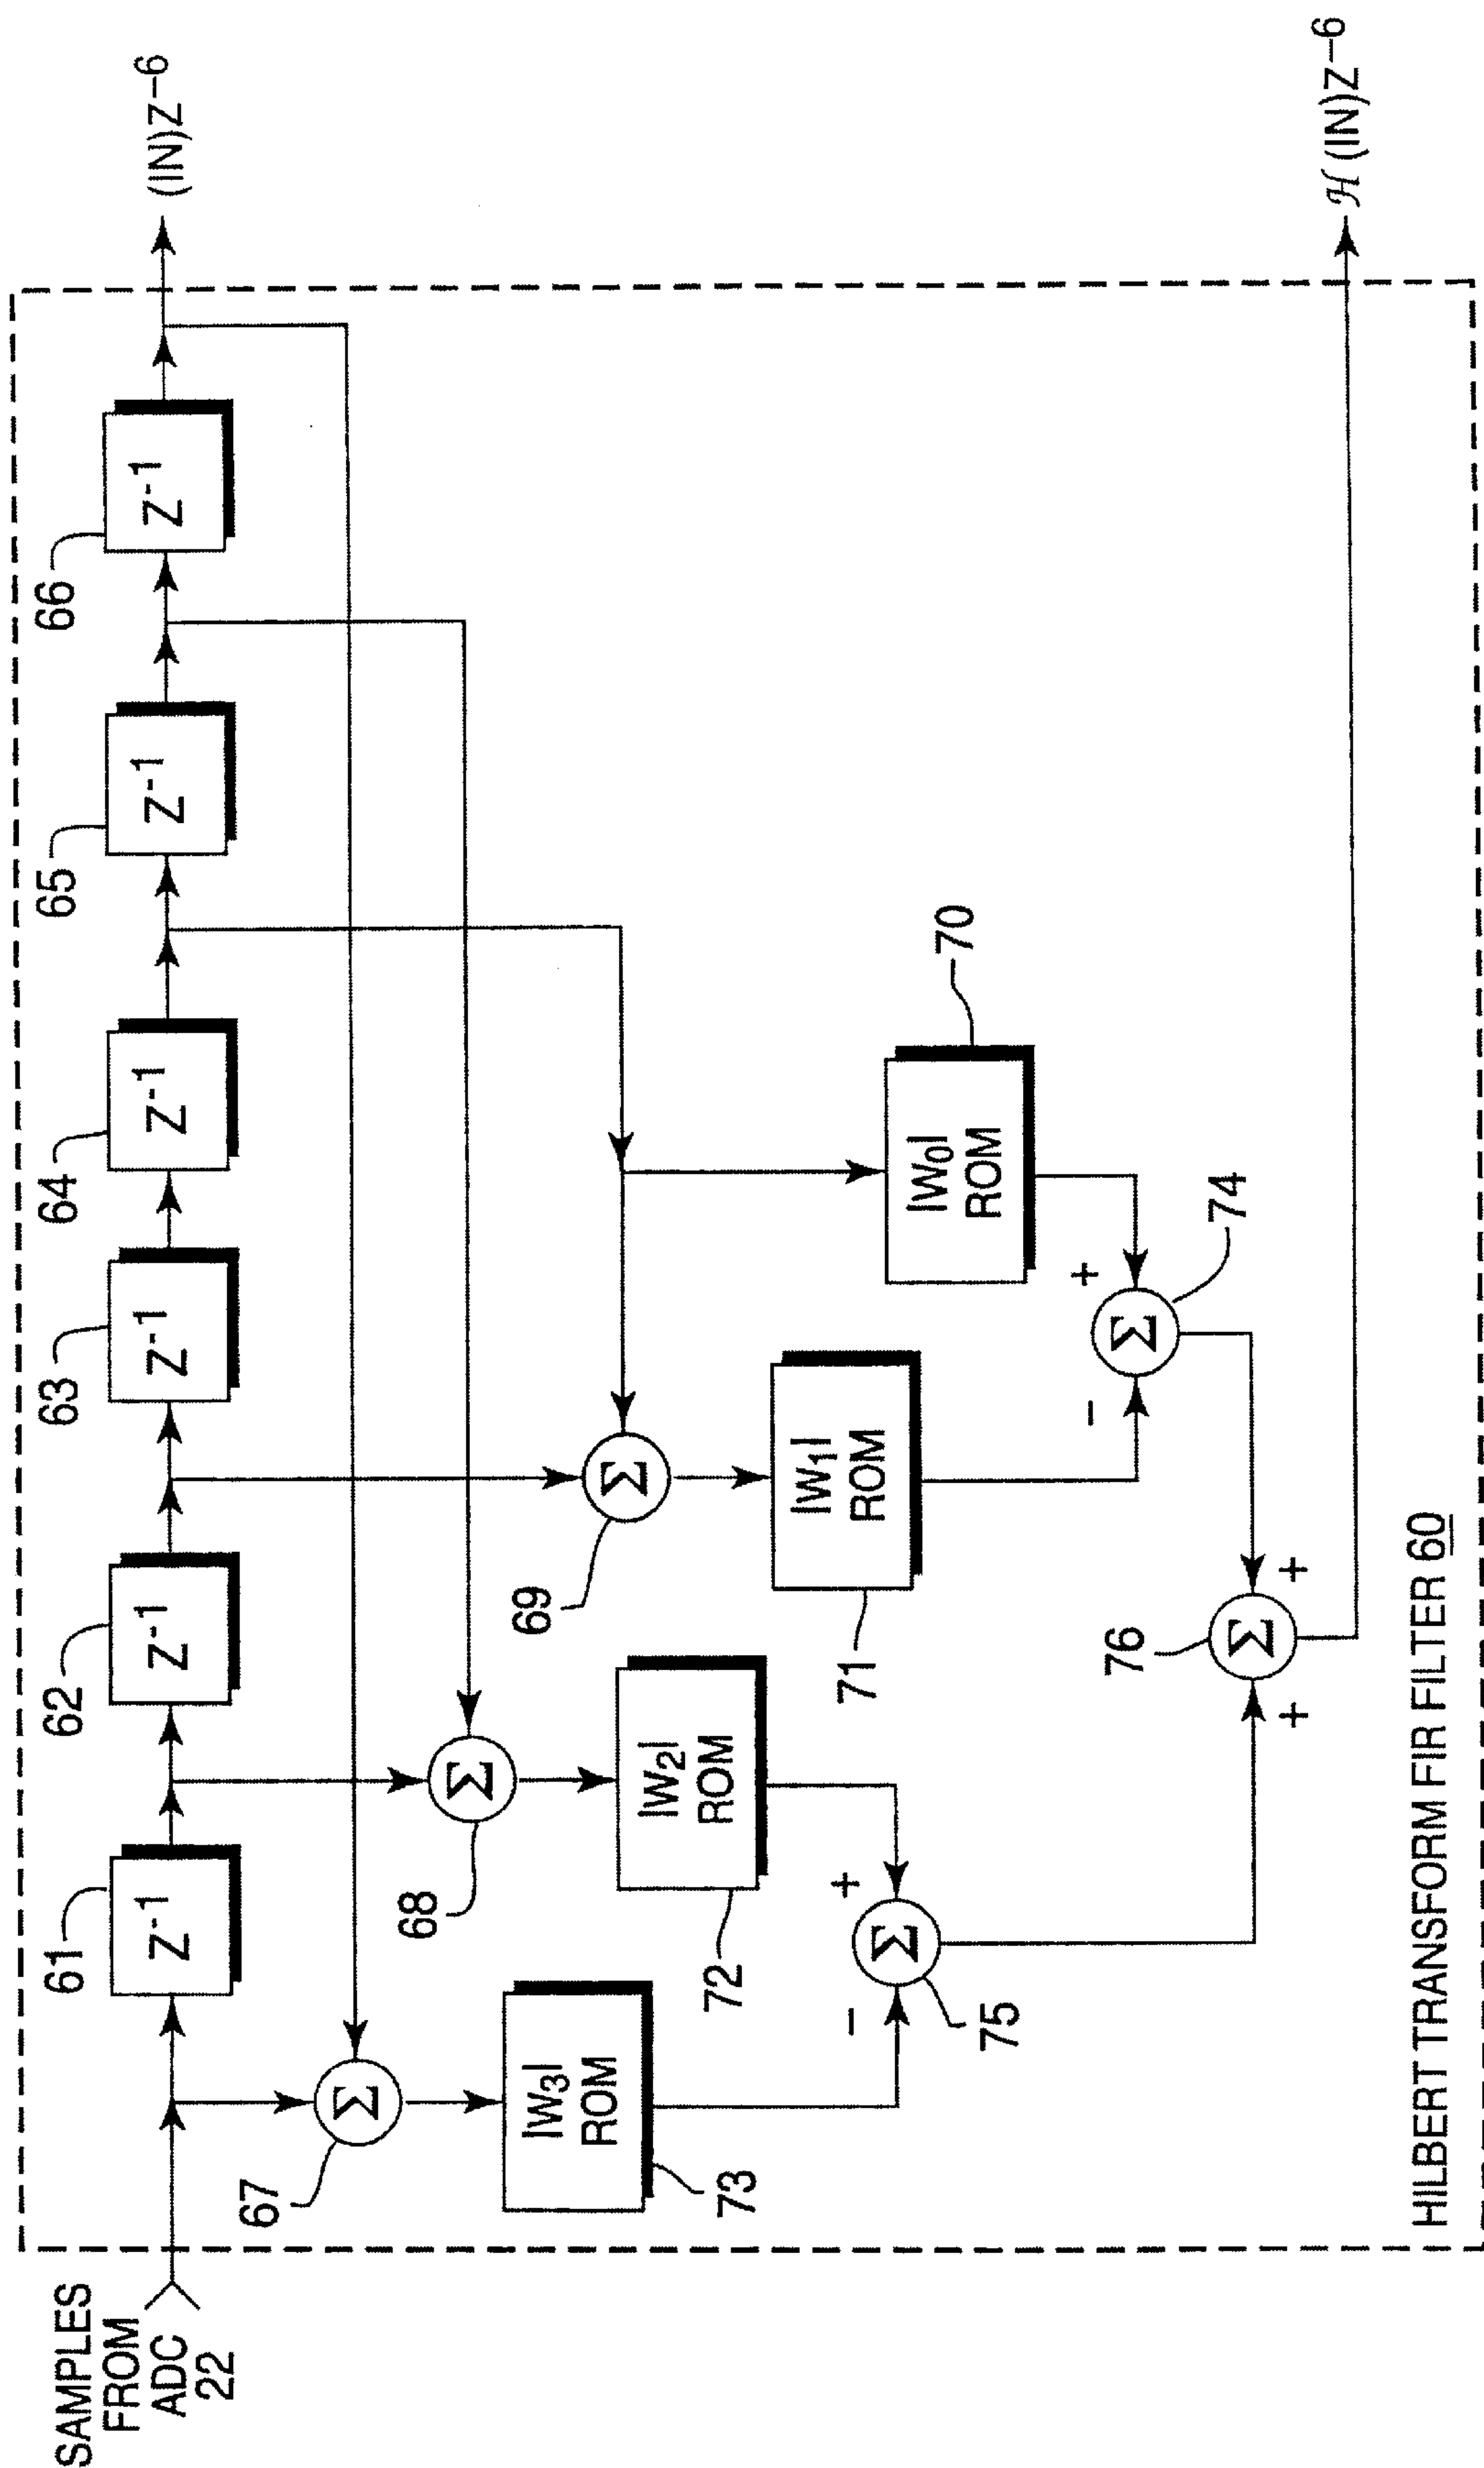 SAMPLES
FROM
ADC
22
61
Z-1
62
Z-1
63
Z-1
64
Z-1
65
Z-1
66
Z-1
(IN)Z-6
67
Σ
68
Σ
69
Σ
73
|W3|
ROM
72
|W2|
ROM
71
|W1|
ROM
70
|W0|
ROM
-
+
Σ
75
-
+
Σ
74
+
+
Σ
76
ℋ(IN)Z-6
HILBERT TRANSFORM FIR FILTER 60